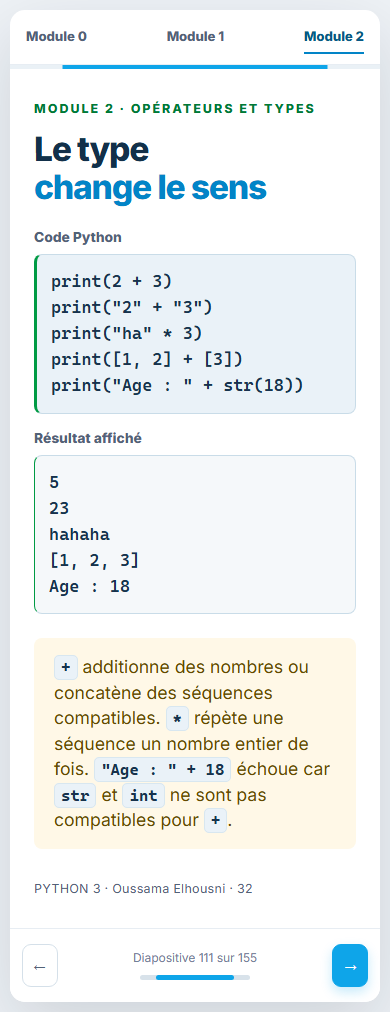 Module 0 Module 1 Module 2
MODULE 2 · OPÉRATEURS ET TYPES
Le type
change le sens
Code Python
print(2 + 3)
print("2" + "3")
print("ha" * 3)
print([1, 2] + [3])
print("Age : " + str(18))
Résultat affiché
5
23
hahaha
[1, 2, 3]
Age : 18
+ additionne des nombres ou
concatène des séquences
compatibles. * répète une
séquence un nombre entier de
fois. "Age : " + 18 échoue car
str et int ne sont pas
compatibles pour +.
PYTHON 3 · Oussama Elhousni · 32
← Diapositive 111 sur 155 →